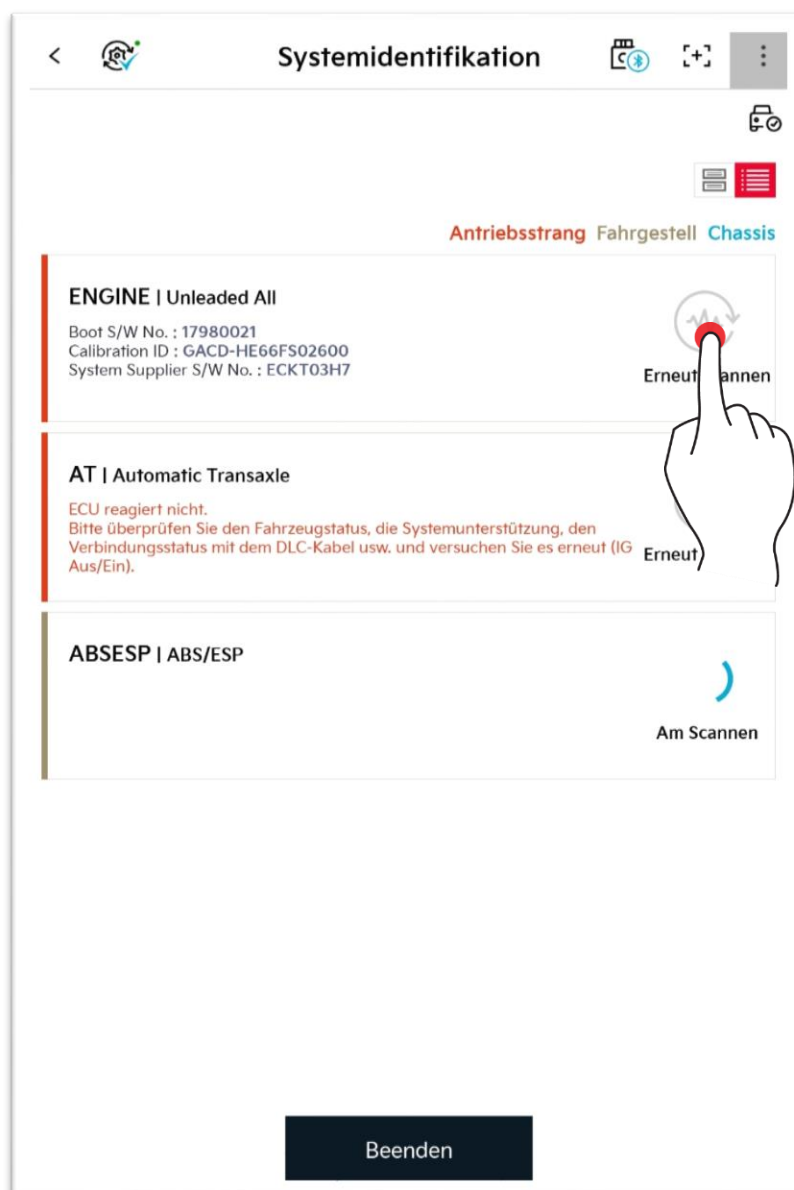 Systemidentifikation
Antriebsstrang Fahrgestell Chassis
ENGINE | Unleaded All
Boot S/W No. : 17980021
Calibration ID : GACD-HE66FS02600
System Supplier S/W No. : ECKT03H7
Erneut
AT | Automatic Transaxle
ECU reagiert nicht.
Bitte überprüfen Sie den Fahrzeugstatus, die Systemunterstützung, den
Verbindungsstatus mit dem DLC-Kabel usw. und versuchen Sie es erneut (IG
Aus/Ein).
Erneut
ABSESP | ABS/ESP
Am Scannen
Beenden